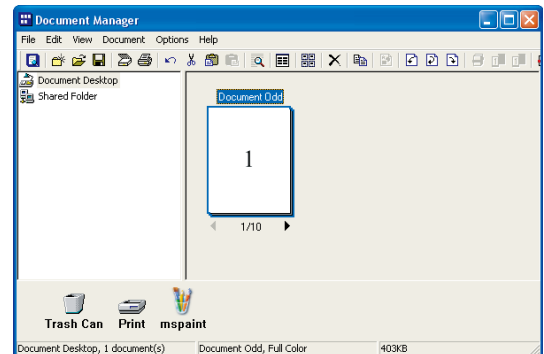 Document Manager
File Edit View Document Options Help
Document Desktop
Shared Folder
Document Odd
1
1/10
Trash Can Print mspaint
Document Desktop, 1 document(s) Document Odd, Full Color 403KB